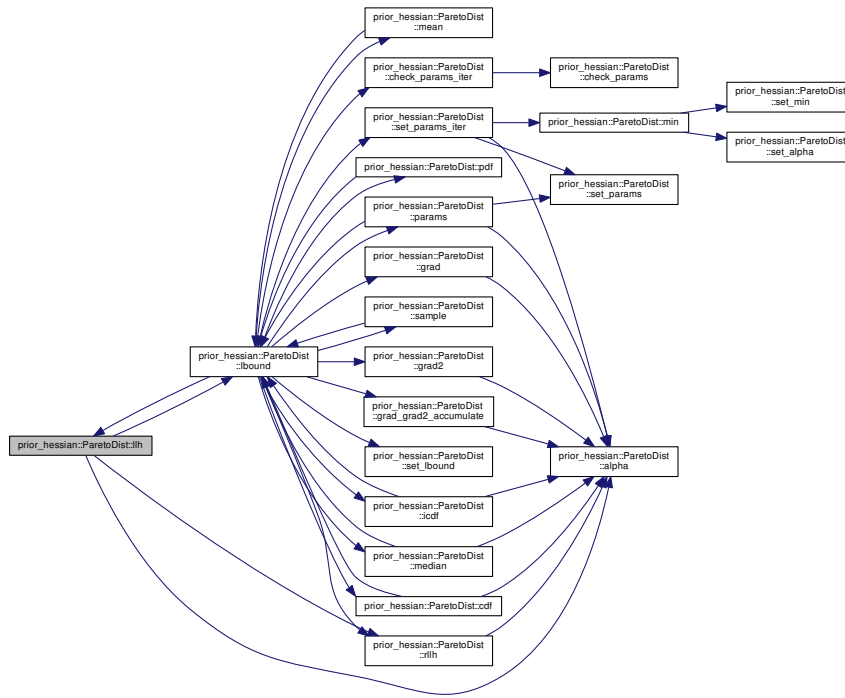 prior_hessian::ParetoDist
::mean
prior_hessian::ParetoDist
::check_params_iter
prior_hessian::ParetoDist
::check_params
prior_hessian::ParetoDist
::set_min
prior_hessian::ParetoDist
::set_params_iter
prior_hessian::ParetoDist::min
prior_hessian::ParetoDist
::set_alpha
prior_hessian::ParetoDist::pdf
prior_hessian::ParetoDist
::set_params
prior_hessian::ParetoDist
::params
prior_hessian::ParetoDist
::grad
prior_hessian::ParetoDist
::sample
prior_hessian::ParetoDist
::lbound
prior_hessian::ParetoDist
::grad2
prior_hessian::ParetoDist
::grad_grad2_accumulate
prior_hessian::ParetoDist::llh
prior_hessian::ParetoDist
::set_lbound
prior_hessian::ParetoDist
::alpha
prior_hessian::ParetoDist
::icdf
prior_hessian::ParetoDist
::median
prior_hessian::ParetoDist::cdf
prior_hessian::ParetoDist
::rllh